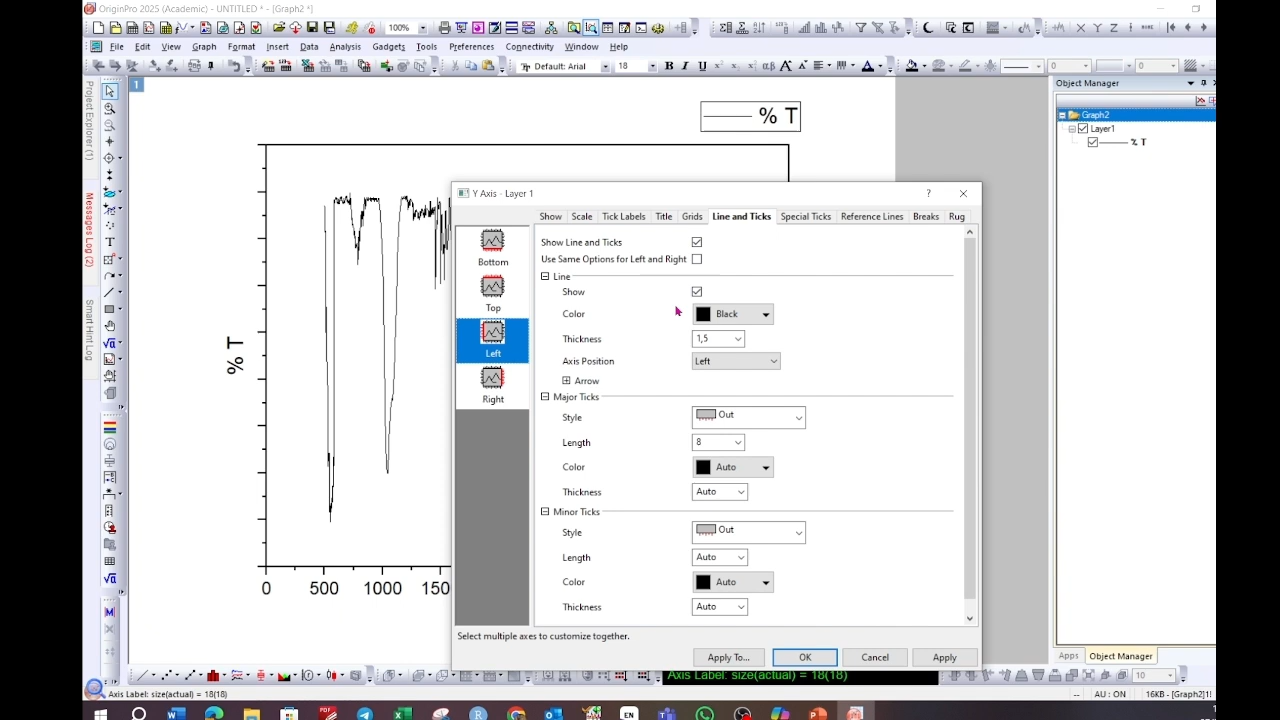 OriginPro 2025 (Academic) - UNTITLED * - [Graph2 *]
100%
File Edit View Graph Format Insert Data Analysis Gadgets Tools Preferences Connectivity Window Help
Default: Arial 18 B I U 0 0
Project Explorer (1)
Messages Log (2)
Smart Hint Log
1
% T
% T
0 500 1000 150
Y Axis - Layer 1
?
Show Scale Tick Labels Title Grids Line and Ticks Special Ticks Reference Lines Breaks Rug
Bottom
Top
Left
Right
Show Line and Ticks
Use Same Options for Left and Right
Line
Show
Color Black
Thickness 1,5
Axis Position Left
Arrow
Major Ticks
Style Out
Length 8
Color Auto
Thickness Auto
Minor Ticks
Style Out
Length Auto
Color Auto
Thickness Auto
Select multiple axes to customize together.
Apply To... OK Cancel Apply
Object Manager
Graph2
Layer1
% T
Apps Object Manager
Axis Label: size(actual) = 18(18)
10
Axis Label: size(actual) = 18(18)
-- AU : ON 16KB - [Graph2]1!
EN